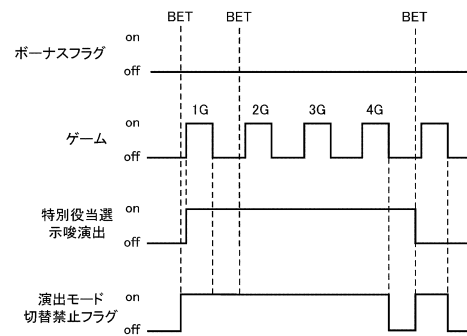 BET BET BET
on
ボーナスフラグ
off
1G 2G 3G 4G
on
ゲーム
off
on
特別役当選
示唆演出
off
on
演出モード
切替禁止フラグ
off